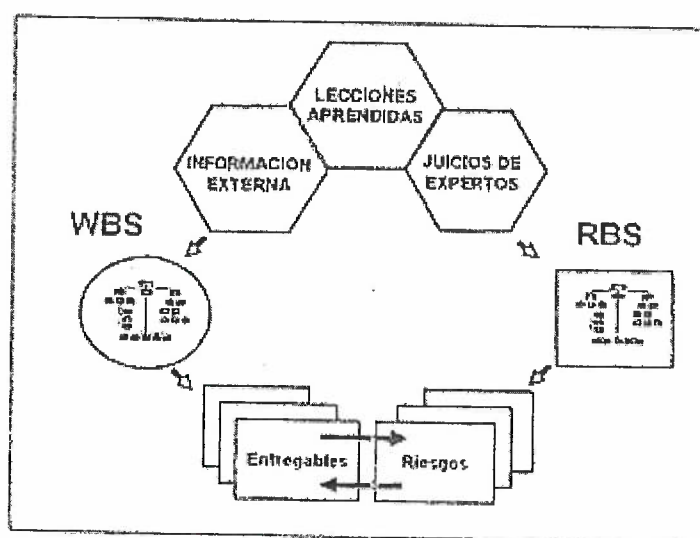 LECCIONES
APRENDIDAS
INFORMACION
EXTERNA
JUICIOS DE
EXPERTOS
WBS
RBS
Entregables
Riesgos